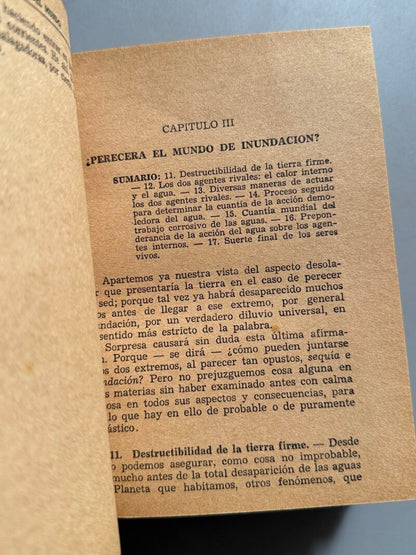 haciendo
corrientes. Es
CAPITULO III
¿PERECERA EL MUNDO DE INUNDACION?
SUMARIO: 11. Destructibilidad de la tierra firme.
— 12. Los dos agentes rivales: el calor interno
y el agua. — 13. Diversas maneras de actuar
los dos agentes rivales. — 14. Proceso seguido
para determinar la cuantía de la acción demo-
ledora del agua. — 15. Cuantía mundial del
trabajo corrosivo de las aguas. — 16. Prepon-
derancia de la acción del agua sobre los agen-
tes internos. — 17. Suerte final de los seres
vivos.
Apartemos ya nuestra vista del aspecto desola-
que presentaría la tierra en el caso de perecer
sed; porque tal vez ya habrá desaparecido muchos
antes de llegar a ese extremo, por general
ndación, por un verdadero diluvio universal, en
sentido más estricto de la palabra.
Sorpresa causará sin duda esta última afirma-
Porque — se dirá — ¿cómo pueden juntarse
dos extremos, al parecer tan opustos, sequía e
ndación? Pero no prejuzguemos cosa alguna en
materias sin haber examinado antes con calma
osa en todos sus aspectos y consecuencias, para
lo que hay en ello de probable o de puramente
ástico.
11. Destructibilidad de la tierra firme. — Desde
podemos asegurar, como cosa no improbable,
mucho antes de la total desaparición de las aguas
Planeta que habitamos, otros fenómenos, que